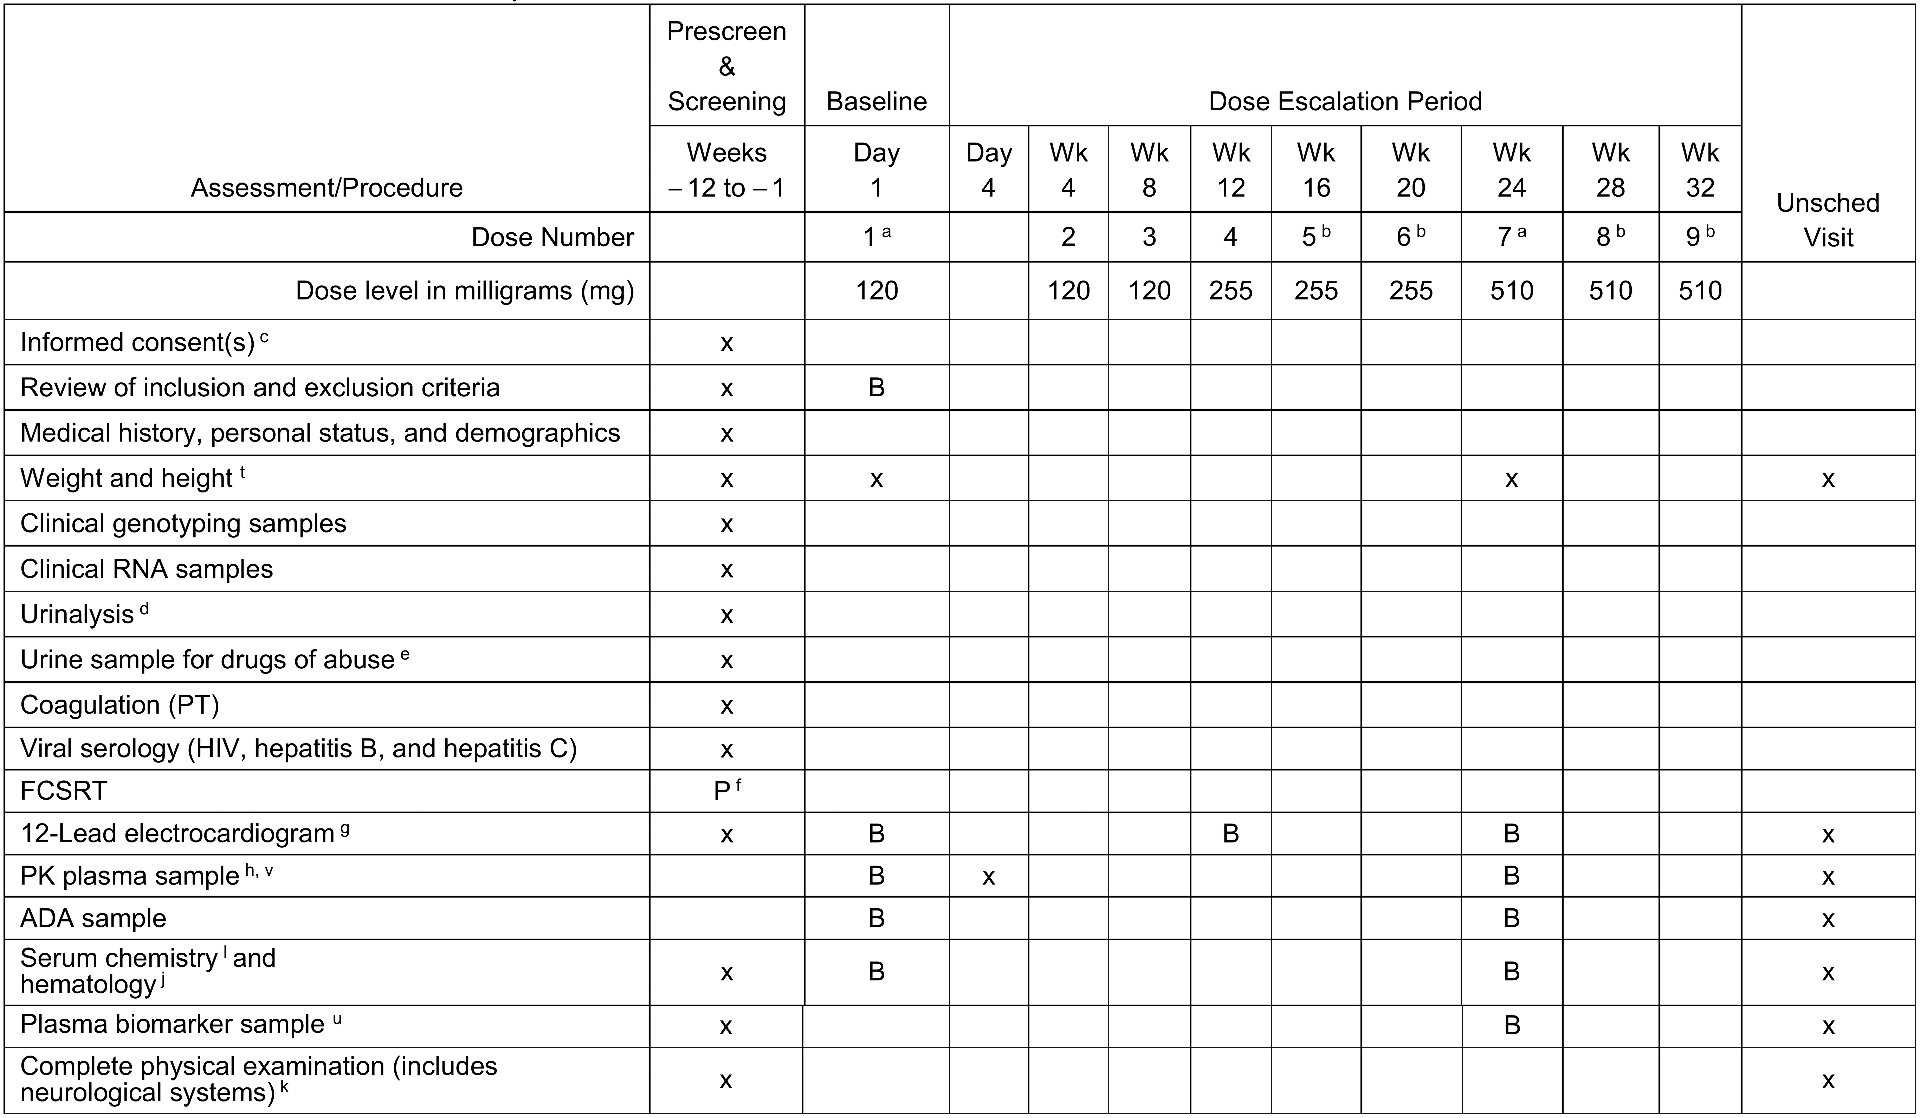 Prescreen
&
Screening
Baseline
Dose Escalation Period
Unsched
Visit
Assessment/Procedure
Weeks
– 12 to – 1
Day
1
Day
4
Wk
4
Wk
8
Wk
12
Wk
16
Wk
20
Wk
24
Wk
28
Wk
32
Dose Number 1 a 2 3 4 5 b 6 b 7 a 8 b 9 b
Dose level in milligrams (mg) 120 120 120 255 255 255 510 510 510
Informed consent(s) c x
Review of inclusion and exclusion criteria x B
Medical history, personal status, and demographics x
Weight and height t x x x x
Clinical genotyping samples x
Clinical RNA samples x
Urinalysis d x
Urine sample for drugs of abuse e x
Coagulation (PT) x
Viral serology (HIV, hepatitis B, and hepatitis C) x
FCSRT P f
12-Lead electrocardiogram g x B B B x
PK plasma sample h, v B x B x
ADA sample B B x
Serum chemistry l and
hematology j x B B x
Plasma biomarker sample u x B x
Complete physical examination (includes
neurological systems) k x x